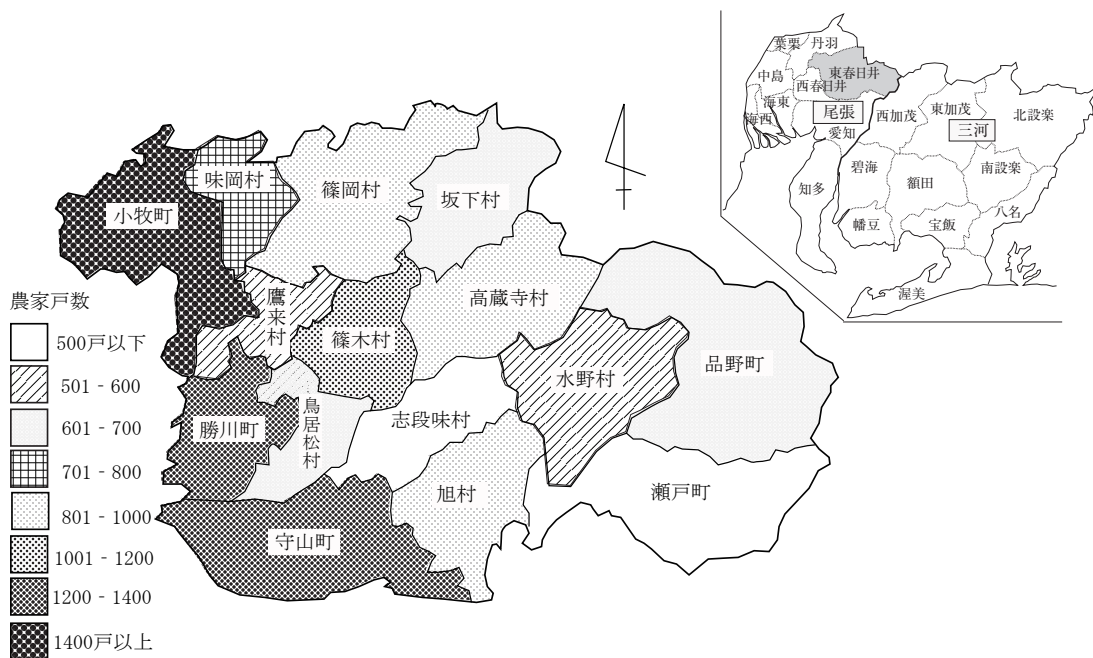 葉栗
丹羽
中島
東春日井
西春日井
海東
海西
尾張
愛知
西加茂
東加茂
三河
北設楽
碧海
額田
南設楽
知多
幡豆
宝飯
八名
渥美
味岡村
篠岡村
坂下村
小牧町
鷹来村
高蔵寺村
篠木村
水野村
品野町
勝川町
鳥居松村
志段味村
旭村
瀬戸町
守山町
農家戸数
500戸以下
501 - 600
601 - 700
701 - 800
801 - 1000
1001 - 1200
1200 - 1400
1400戸以上